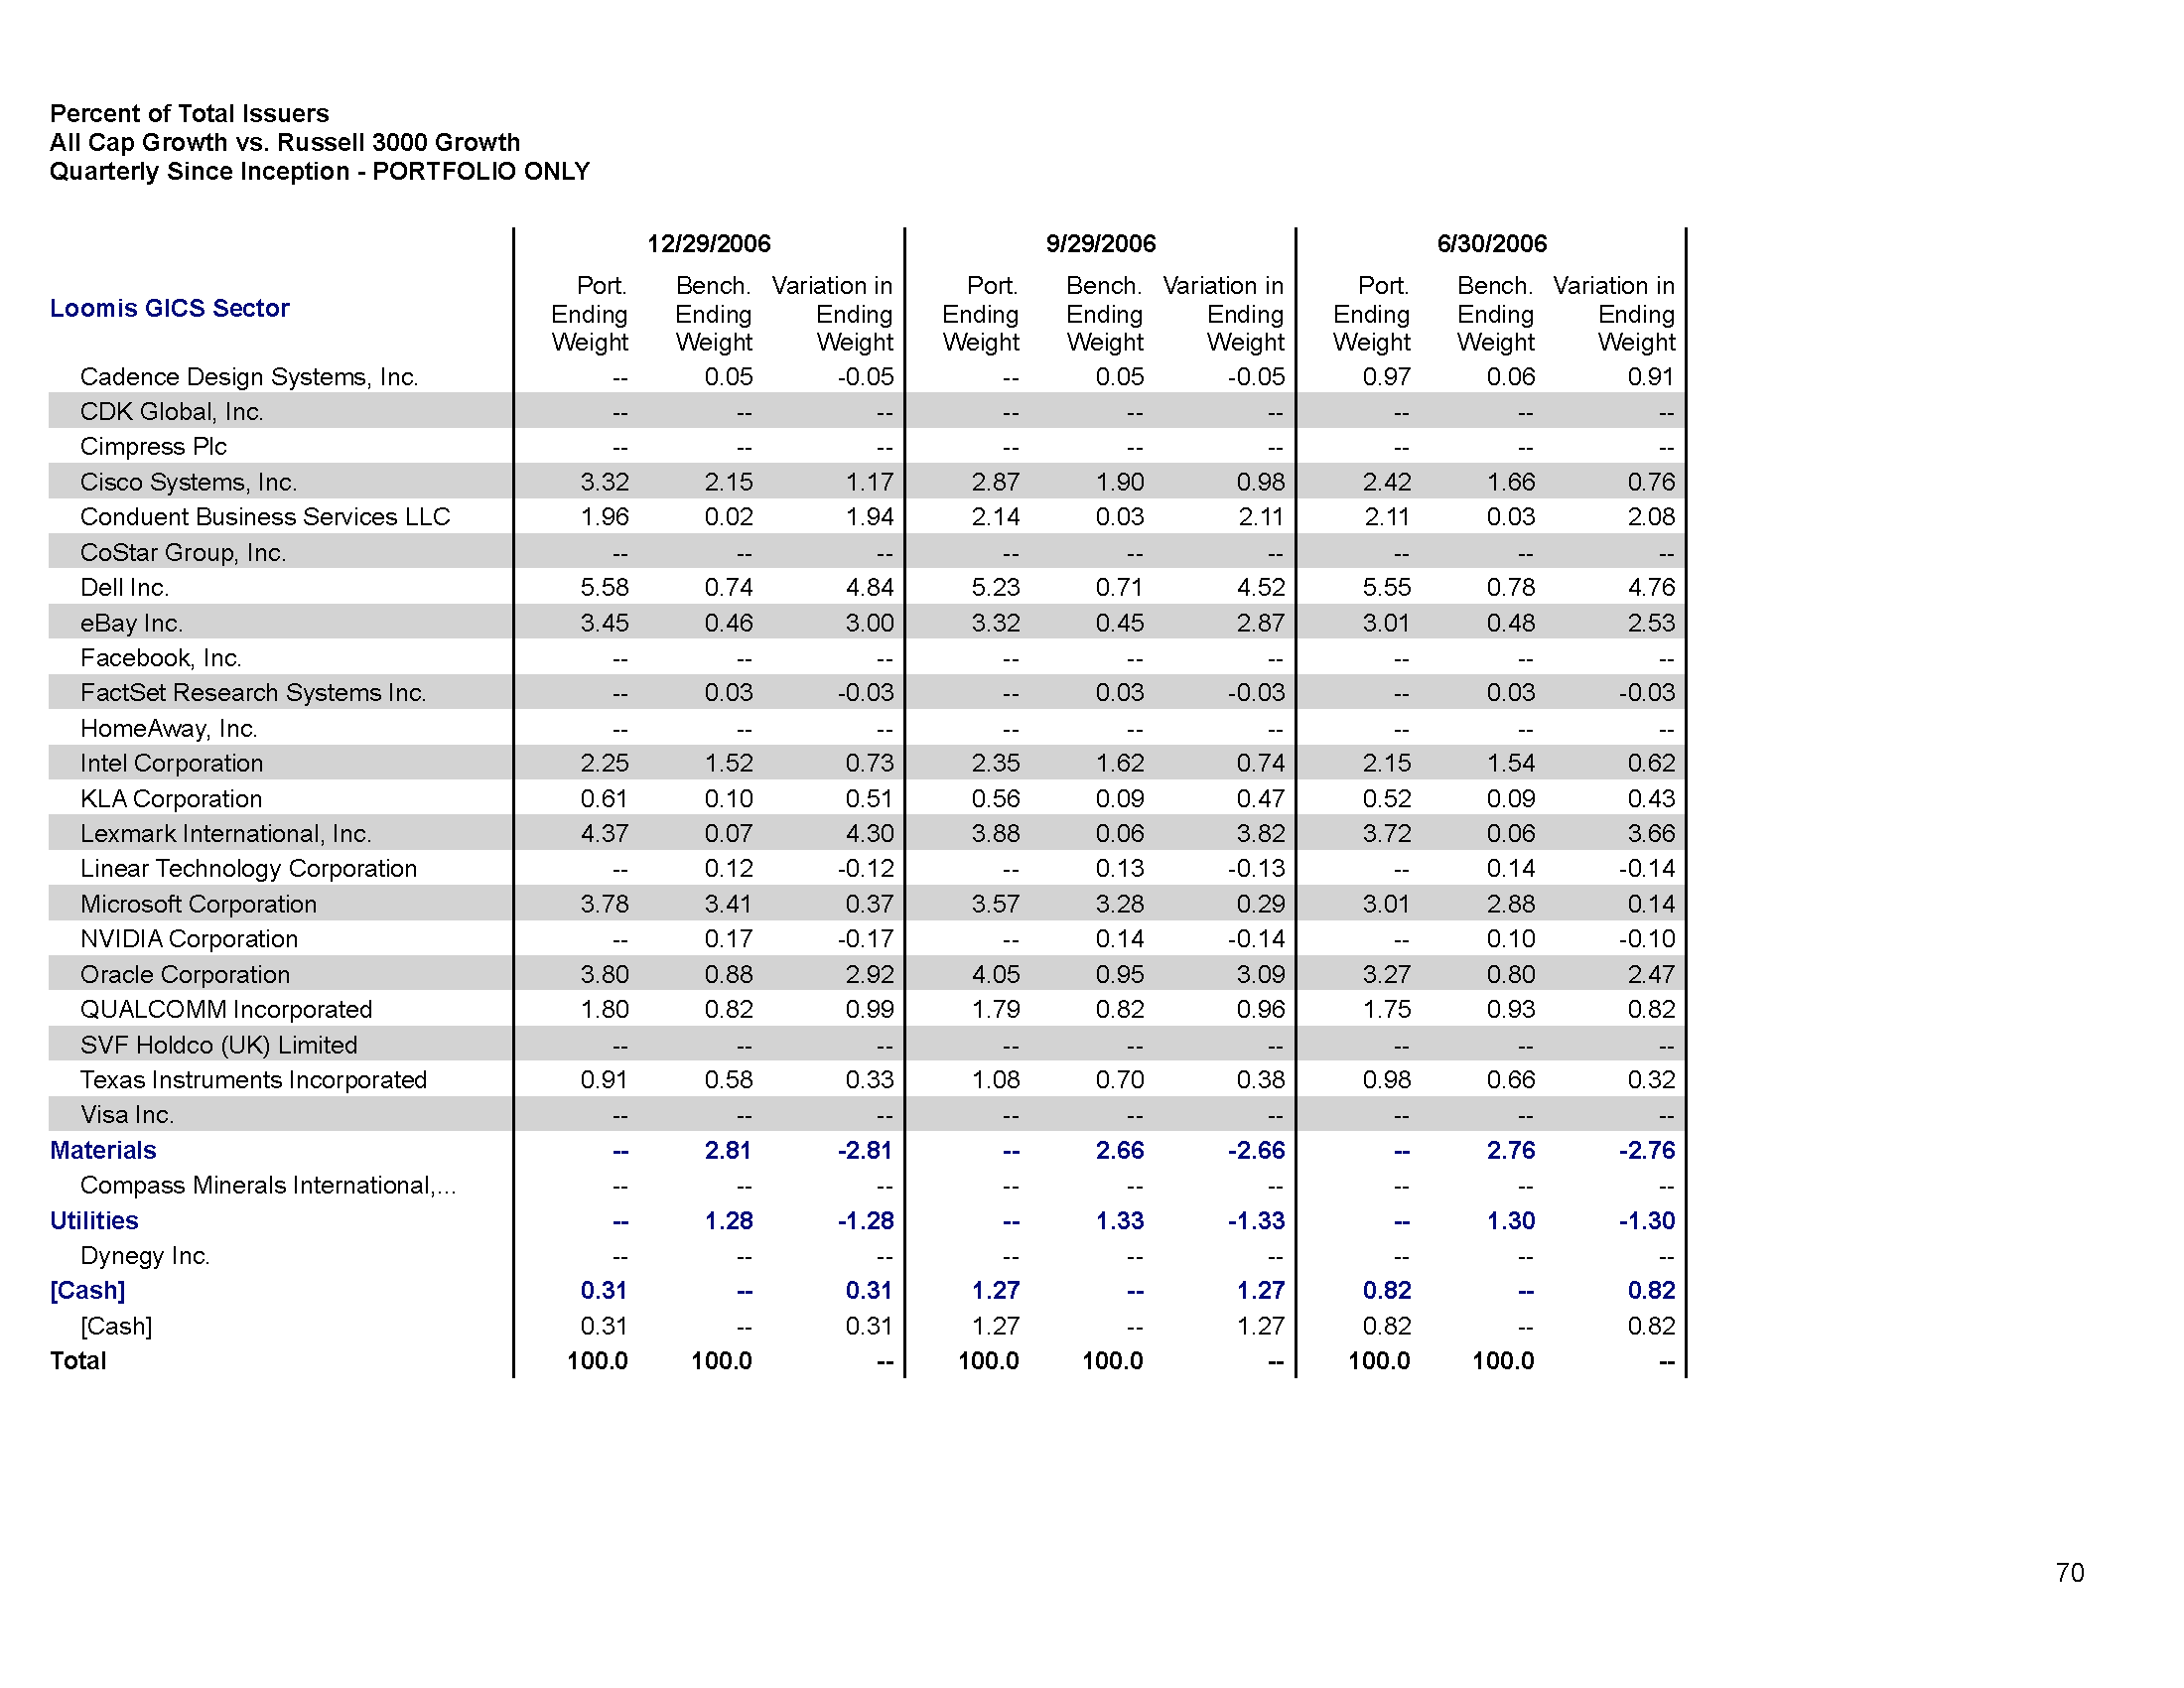 Percent of Total Issuers
All Cap Growth vs. Russell 3000 Growth
Quarterly Since Inception - PORTFOLIO ONLY
12/29/2006 9/29/2006 6/30/2006
Loomis GICS Sector
Port. Bench. Variation in Port. Bench. Variation in Port. Bench. Variation in
Ending Ending Ending Ending Ending Ending Ending Ending Ending
Weight Weight Weight Weight Weight Weight Weight Weight Weight
Cadence Design Systems, Inc. -- 0.05 -0.05 -- 0.05 -0.05 0.97 0.06 0.91
CDK Global, Inc. -- -- -- -- -- -- -- -- --
Cimpress Plc -- -- -- -- -- -- -- -- --
Cisco Systems, Inc. 3.32 2.15 1.17 2.87 1.90 0.98 2.42 1.66 0.76
Conduent Business Services LLC 1.96 0.02 1.94 2.14 0.03 2.11 2.11 0.03 2.08
CoStar Group, Inc. -- -- -- -- -- -- -- -- --
Dell Inc. 5.58 0.74 4.84 5.23 0.71 4.52 5.55 0.78 4.76
eBay Inc. 3.45 0.46 3.00 3.32 0.45 2.87 3.01 0.48 2.53
Facebook, Inc. -- -- -- -- -- -- -- -- --
FactSet Research Systems Inc. -- 0.03 -0.03 -- 0.03 -0.03 -- 0.03 -0.03
HomeAway, Inc. -- -- -- -- -- -- -- -- --
Intel Corporation 2.25 1.52 0.73 2.35 1.62 0.74 2.15 1.54 0.62
KLA Corporation 0.61 0.10 0.51 0.56 0.09 0.47 0.52 0.09 0.43
Lexmark International, Inc. 4.37 0.07 4.30 3.88 0.06 3.82 3.72 0.06 3.66
Linear Technology Corporation -- 0.12 -0.12 -- 0.13 -0.13 -- 0.14 -0.14
Microsoft Corporation 3.78 3.41 0.37 3.57 3.28 0.29 3.01 2.88 0.14
NVIDIA Corporation -- 0.17 -0.17 -- 0.14 -0.14 -- 0.10 -0.10
Oracle Corporation 3.80 0.88 2.92 4.05 0.95 3.09 3.27 0.80 2.47
QUALCOMM Incorporated 1.80 0.82 0.99 1.79 0.82 0.96 1.75 0.93 0.82
SVF Holdco (UK) Limited -- -- -- -- -- -- -- -- --
Texas Instruments Incorporated 0.91 0.58 0.33 1.08 0.70 0.38 0.98 0.66 0.32
Visa Inc. -- -- -- -- -- -- -- -- --
Materials -- 2.81 -2.81 -- 2.66 -2.66 -- 2.76 -2.76
Compass Minerals International,... -- -- -- -- -- -- -- -- --
Utilities -- 1.28 -1.28 -- 1.33 -1.33 -- 1.30 -1.30
Dynegy Inc. -- -- -- -- -- -- -- -- --
[Cash] 0.31 -- 0.31 1.27 -- 1.27 0.82 -- 0.82
[Cash] 0.31 -- 0.31 1.27 -- 1.27 0.82 -- 0.82
Total 100.0 100.0 -- 100.0 100.0 -- 100.0 100.0 --
70